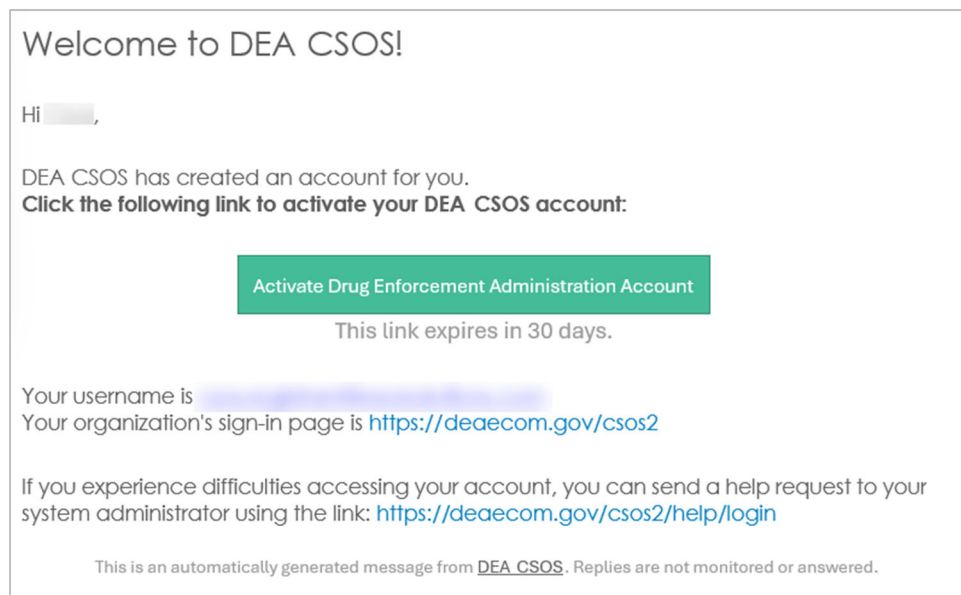 Welcome to DEA CSOS!
Hi ,
DEA CSOS has created an account for you.
Click the following link to activate your DEA CSOS account:
Activate Drug Enforcement Administration Account
This link expires in 30 days.
Your username is
Your organization's sign-in page is https://deaecom.gov/csos2
If you experience difficulties accessing your account, you can send a help request to your
system administrator using the link: https://deaecom.gov/csos2/help/login
This is an automatically generated message from DEA CSOS. Replies are not monitored or answered.